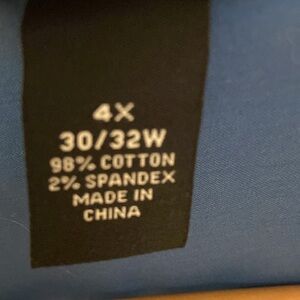 4X
30/32W
98% COTTON
2% SPANDEX
MADE IN
CHINA